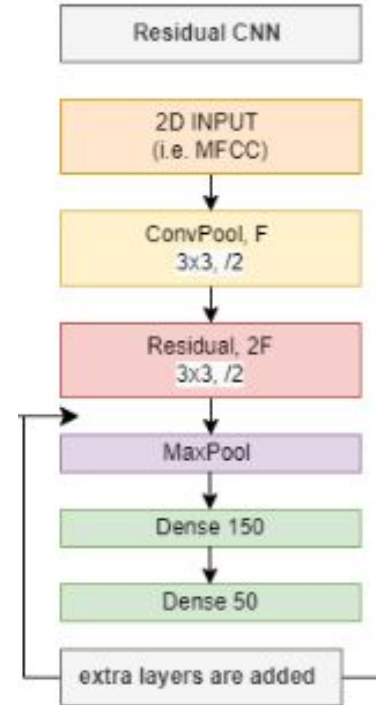 Residual CNN
2D INPUT
(i.e. MFCC)
ConvPool, F
3x3, /2
Residual, 2F
3x3, /2
MaxPool
Dense 150
Dense 50
extra layers are added